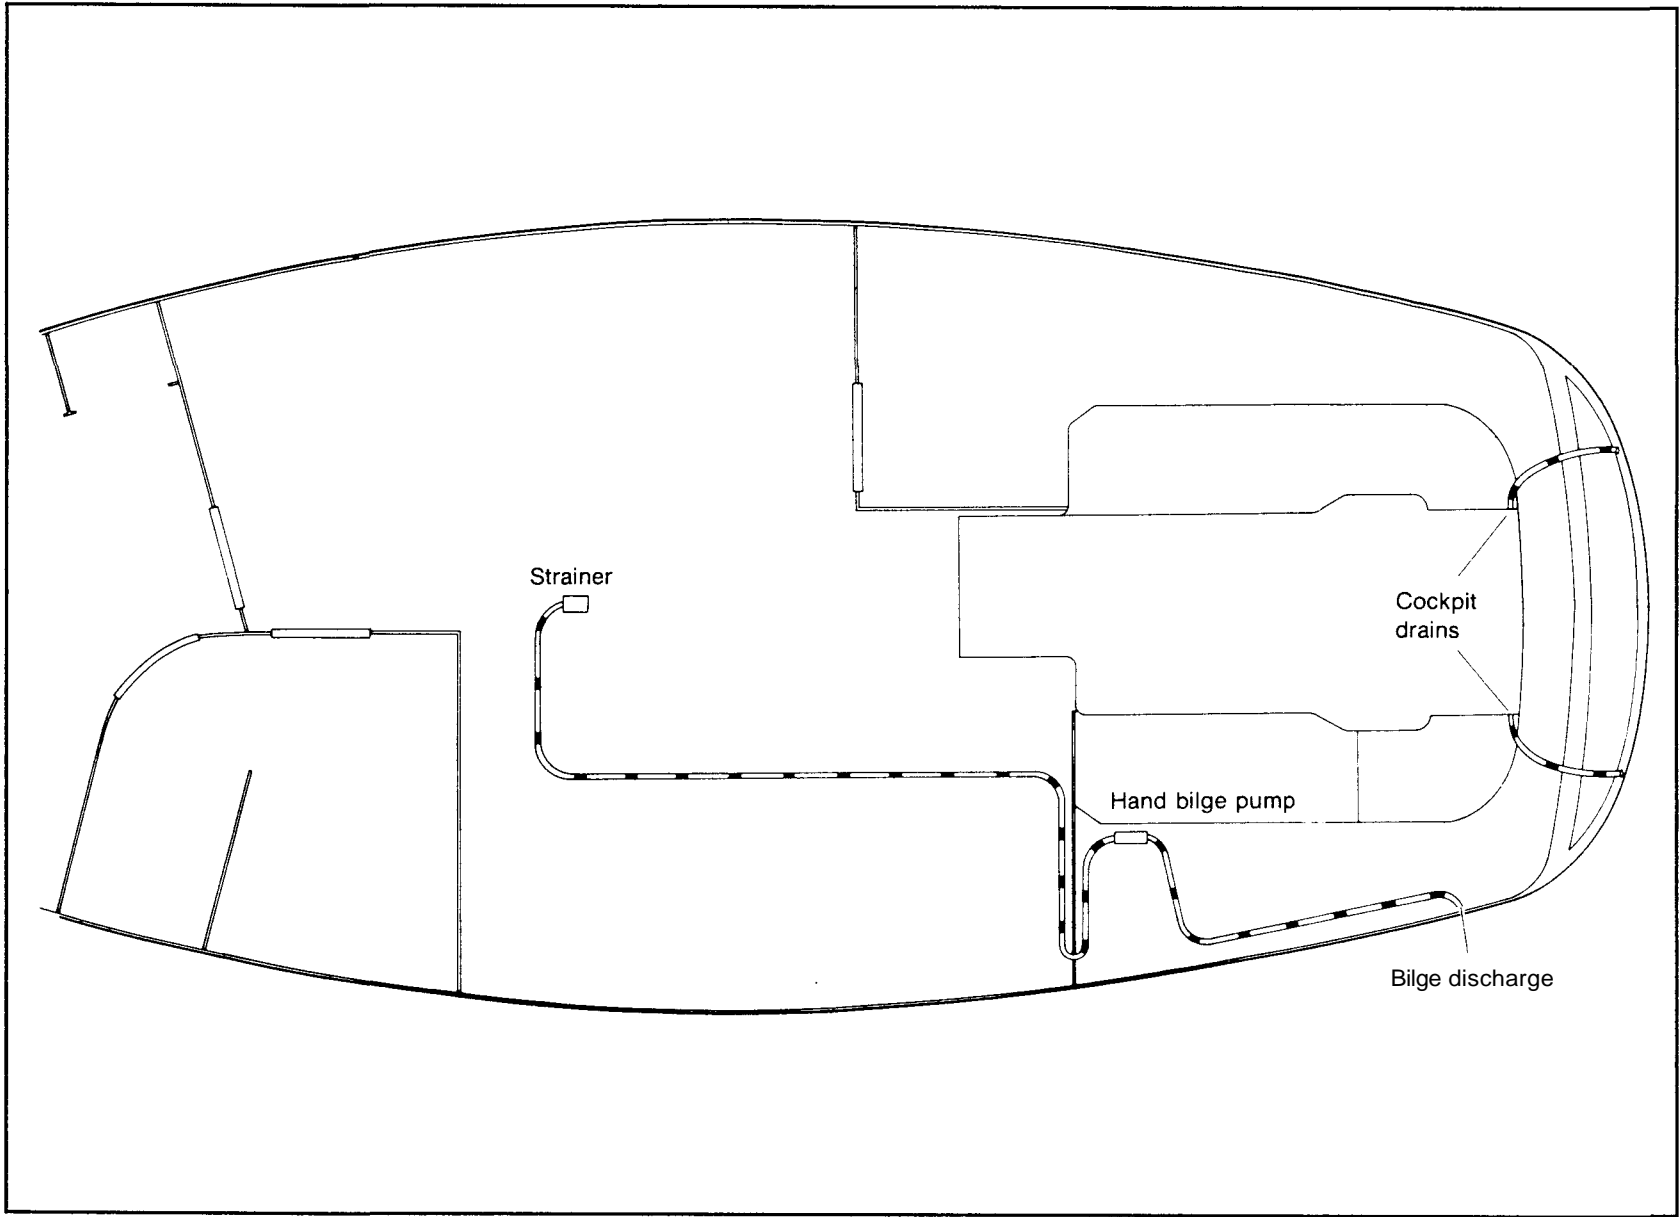 Strainer
Cockpit
drains
Hand bilge pump
Bilge discharge